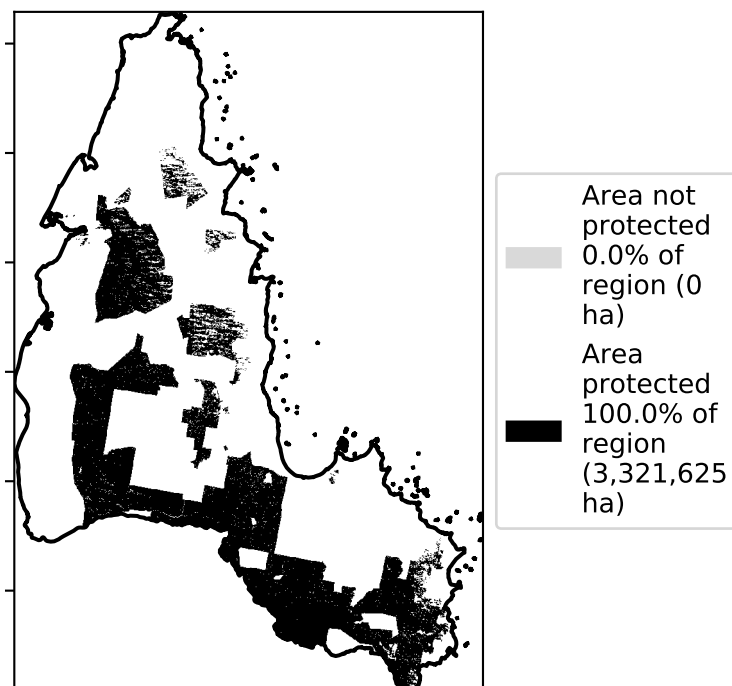 Area not
protected
0.0% of
region (0
ha)
Area
protected
100.0% of
region
(3,321,625
ha)